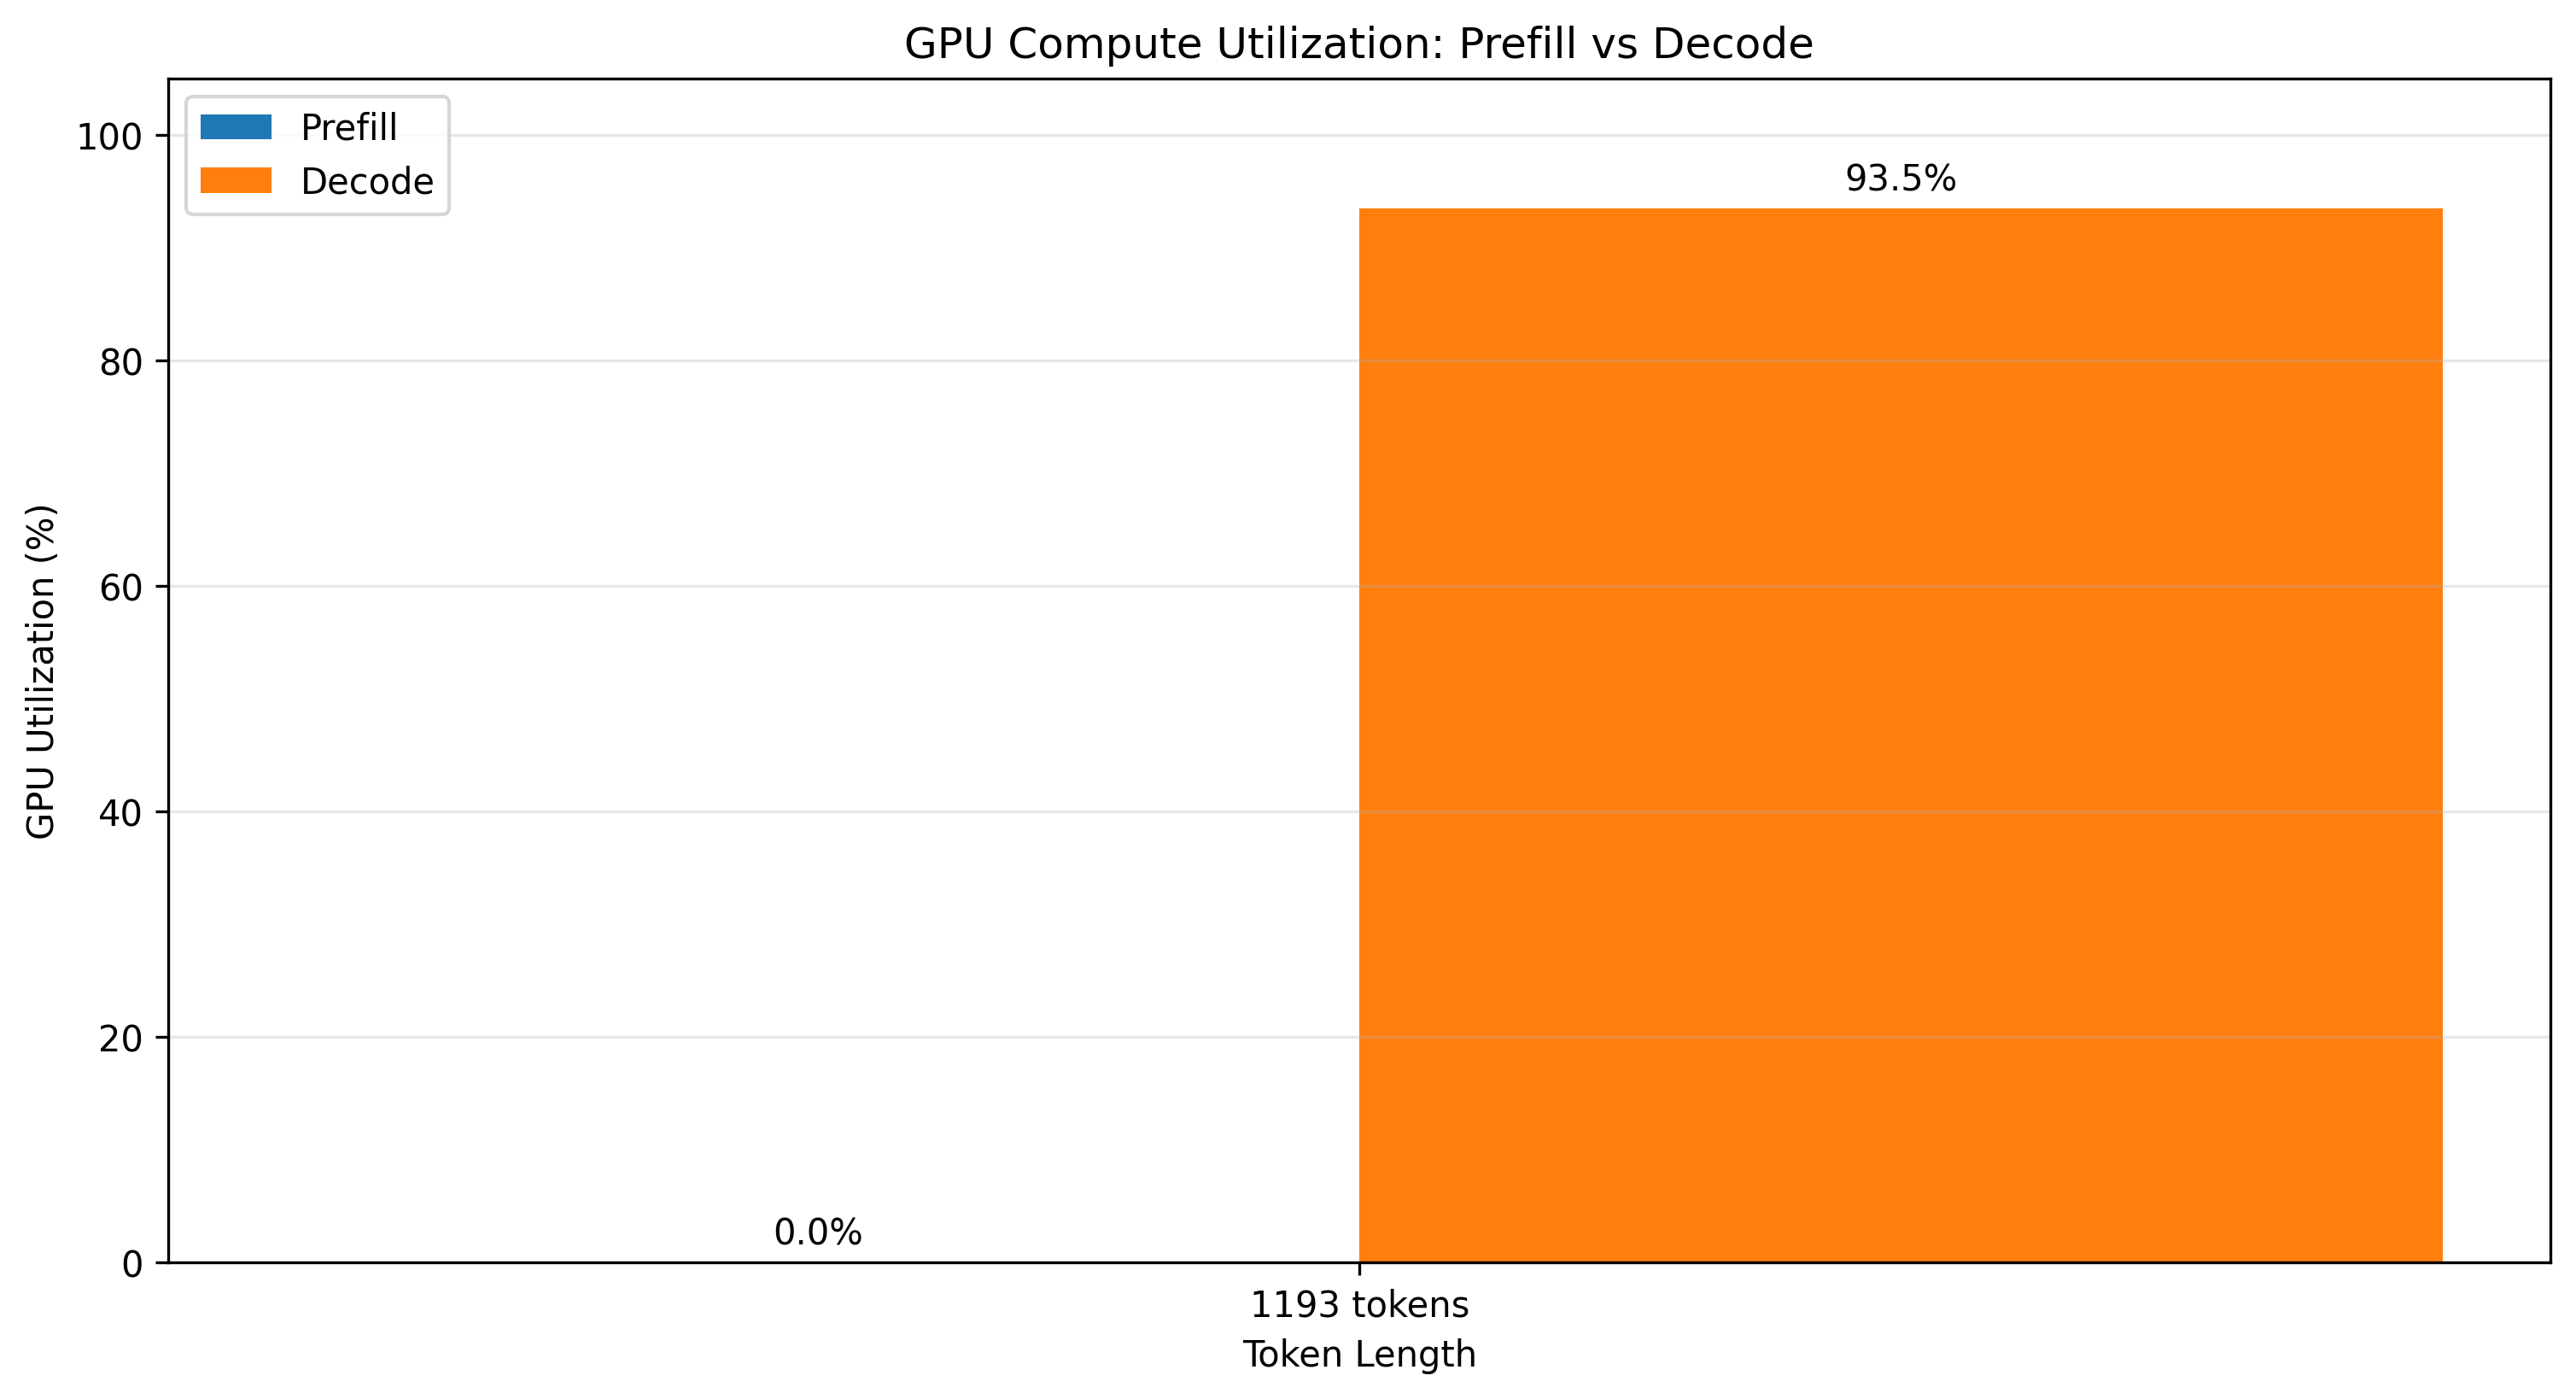 GPU Compute Utilization: Prefill vs Decode
Prefill
Decode
GPU Utilization (%)
100
80
60
40
20
0
93.5%
0.0%
1193 tokens
Token Length